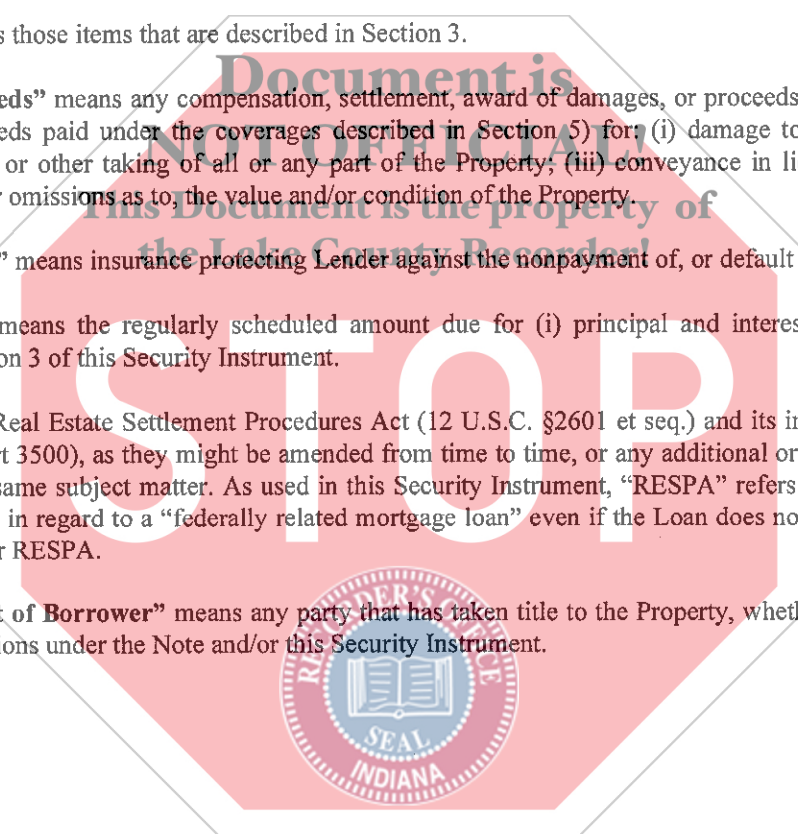 s those items that are described in Section 3.
Document is
eds” means any compensation, settlement, award of damages, or proceeds
NOT OFFICIAL!
eds paid under the coverages described in Section 5) for: (i) damage to
or other taking of all or any part of the Property; (iii) conveyance in li
omissions as to, the value and/or condition of the Property.
This Document is the property of
the Lake County Recorder!
” means insurance protecting Lender against the nonpayment of, or default
means the regularly scheduled amount due for (i) principal and interes
on 3 of this Security Instrument.
STOP
Real Estate Settlement Procedures Act (12 U.S.C. §2601 et seq.) and its in
t 3500), as they might be amended from time to time, or any additional or
same subject matter. As used in this Security Instrument, “RESPA” refers
in regard to a “federally related mortgage loan” even if the Loan does no
r RESPA.
t of Borrower” means any party that has taken title to the Property, wheth
ions under the Note and/or this Security Instrument.
RECORDER'S OFFICE
SEAL
INDIANA